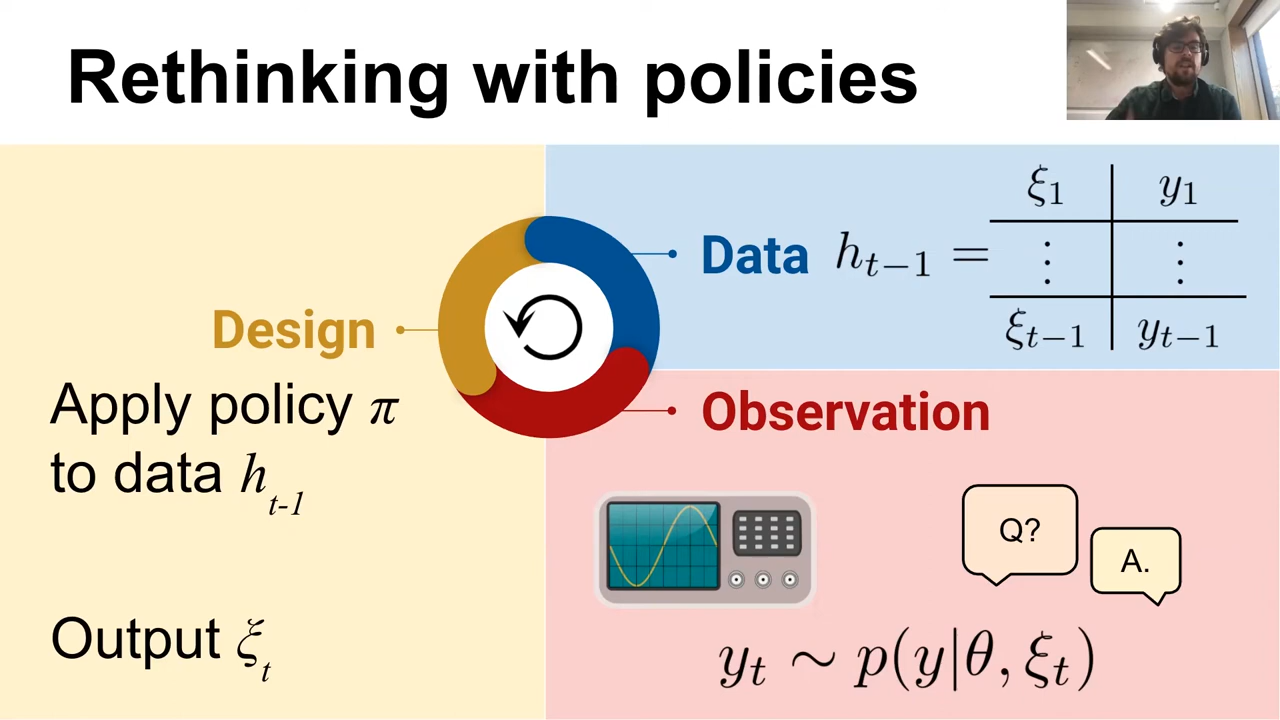 Rethinking with policies
Design
Apply policy π
to data h_{t-1}
Output ξ_t
Data h_{t-1} =
ξ_1 y_1
⋮ ⋮
ξ_{t-1} y_{t-1}
Observation
Q?
A.
y_t ∼ p(y|θ, ξ_t)